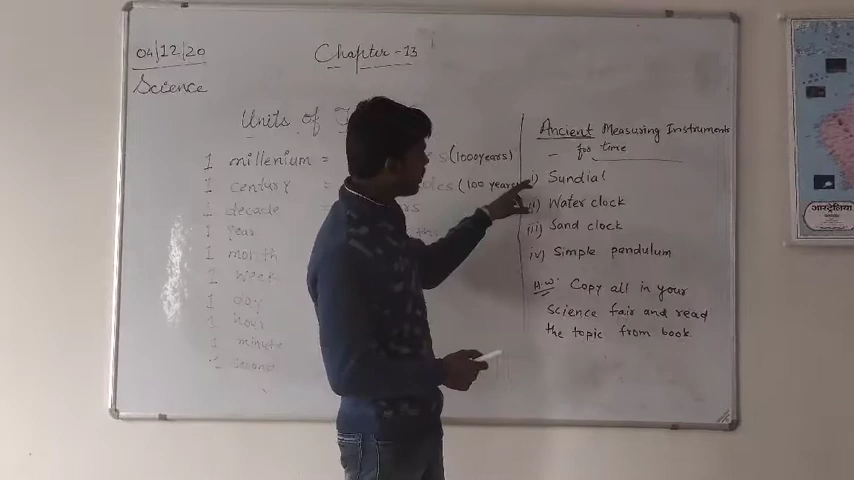 04/12/20
Chapter-13
Science
Units of
1 millenium = (1000 years)
1 century (100 years)
1 decade =
1 year
1 month
1 week
1 day
1 hour
1 minute
1 second
Ancient Measuring Instruments
- for time
i) Sundial
ii) Water clock
iii) Sand clock
iv) Simple pendulum
H.W. Copy all in your
Science fair and read
the topic from book.
आस्ट्रेलिया